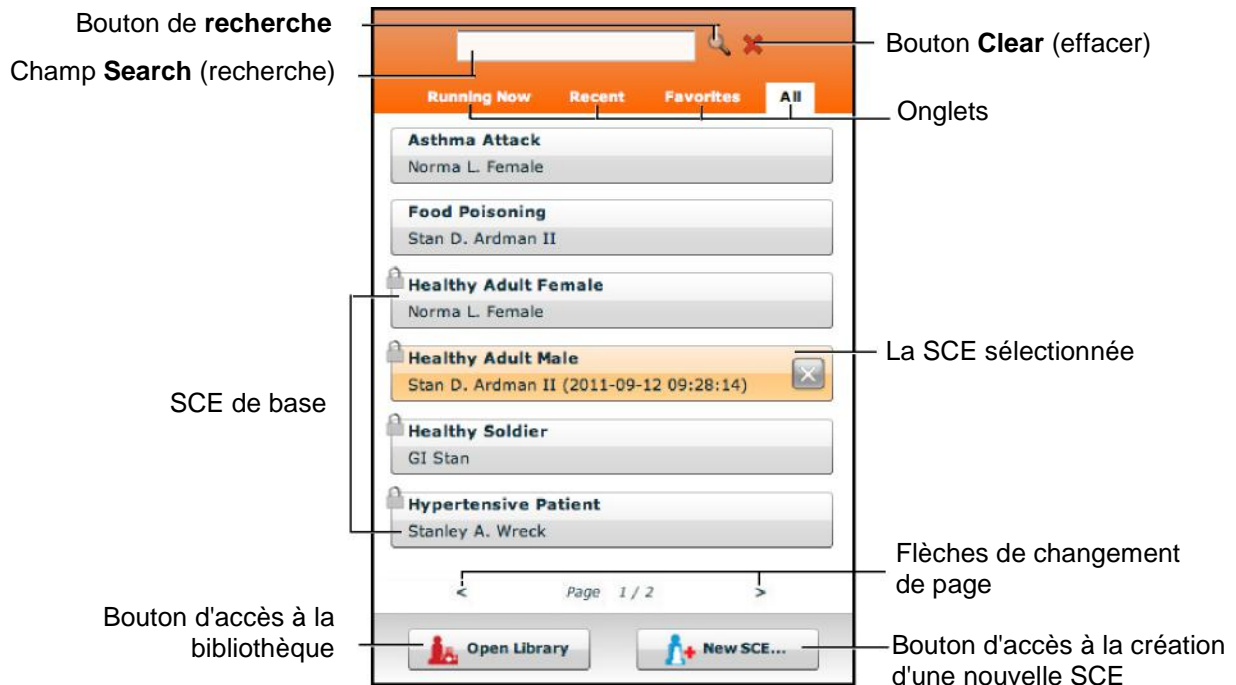 Bouton de recherche
Champ Search (recherche)
Bouton Clear (effacer)
Running Now Recent Favorites All
Onglets
Asthma Attack
Norma L. Female
Food Poisoning
Stan D. Ardman II
Healthy Adult Female
Norma L. Female
Healthy Adult Male
Stan D. Ardman II (2011-09-12 09:28:14)
La SCE sélectionnée
SCE de base
Healthy Soldier
GI Stan
Hypertensive Patient
Stanley A. Wreck
Flèches de changement
de page
< Page 1 / 2 >
Bouton d'accès à la
bibliothèque
Open Library
New SCE...
Bouton d'accès à la création
d'une nouvelle SCE